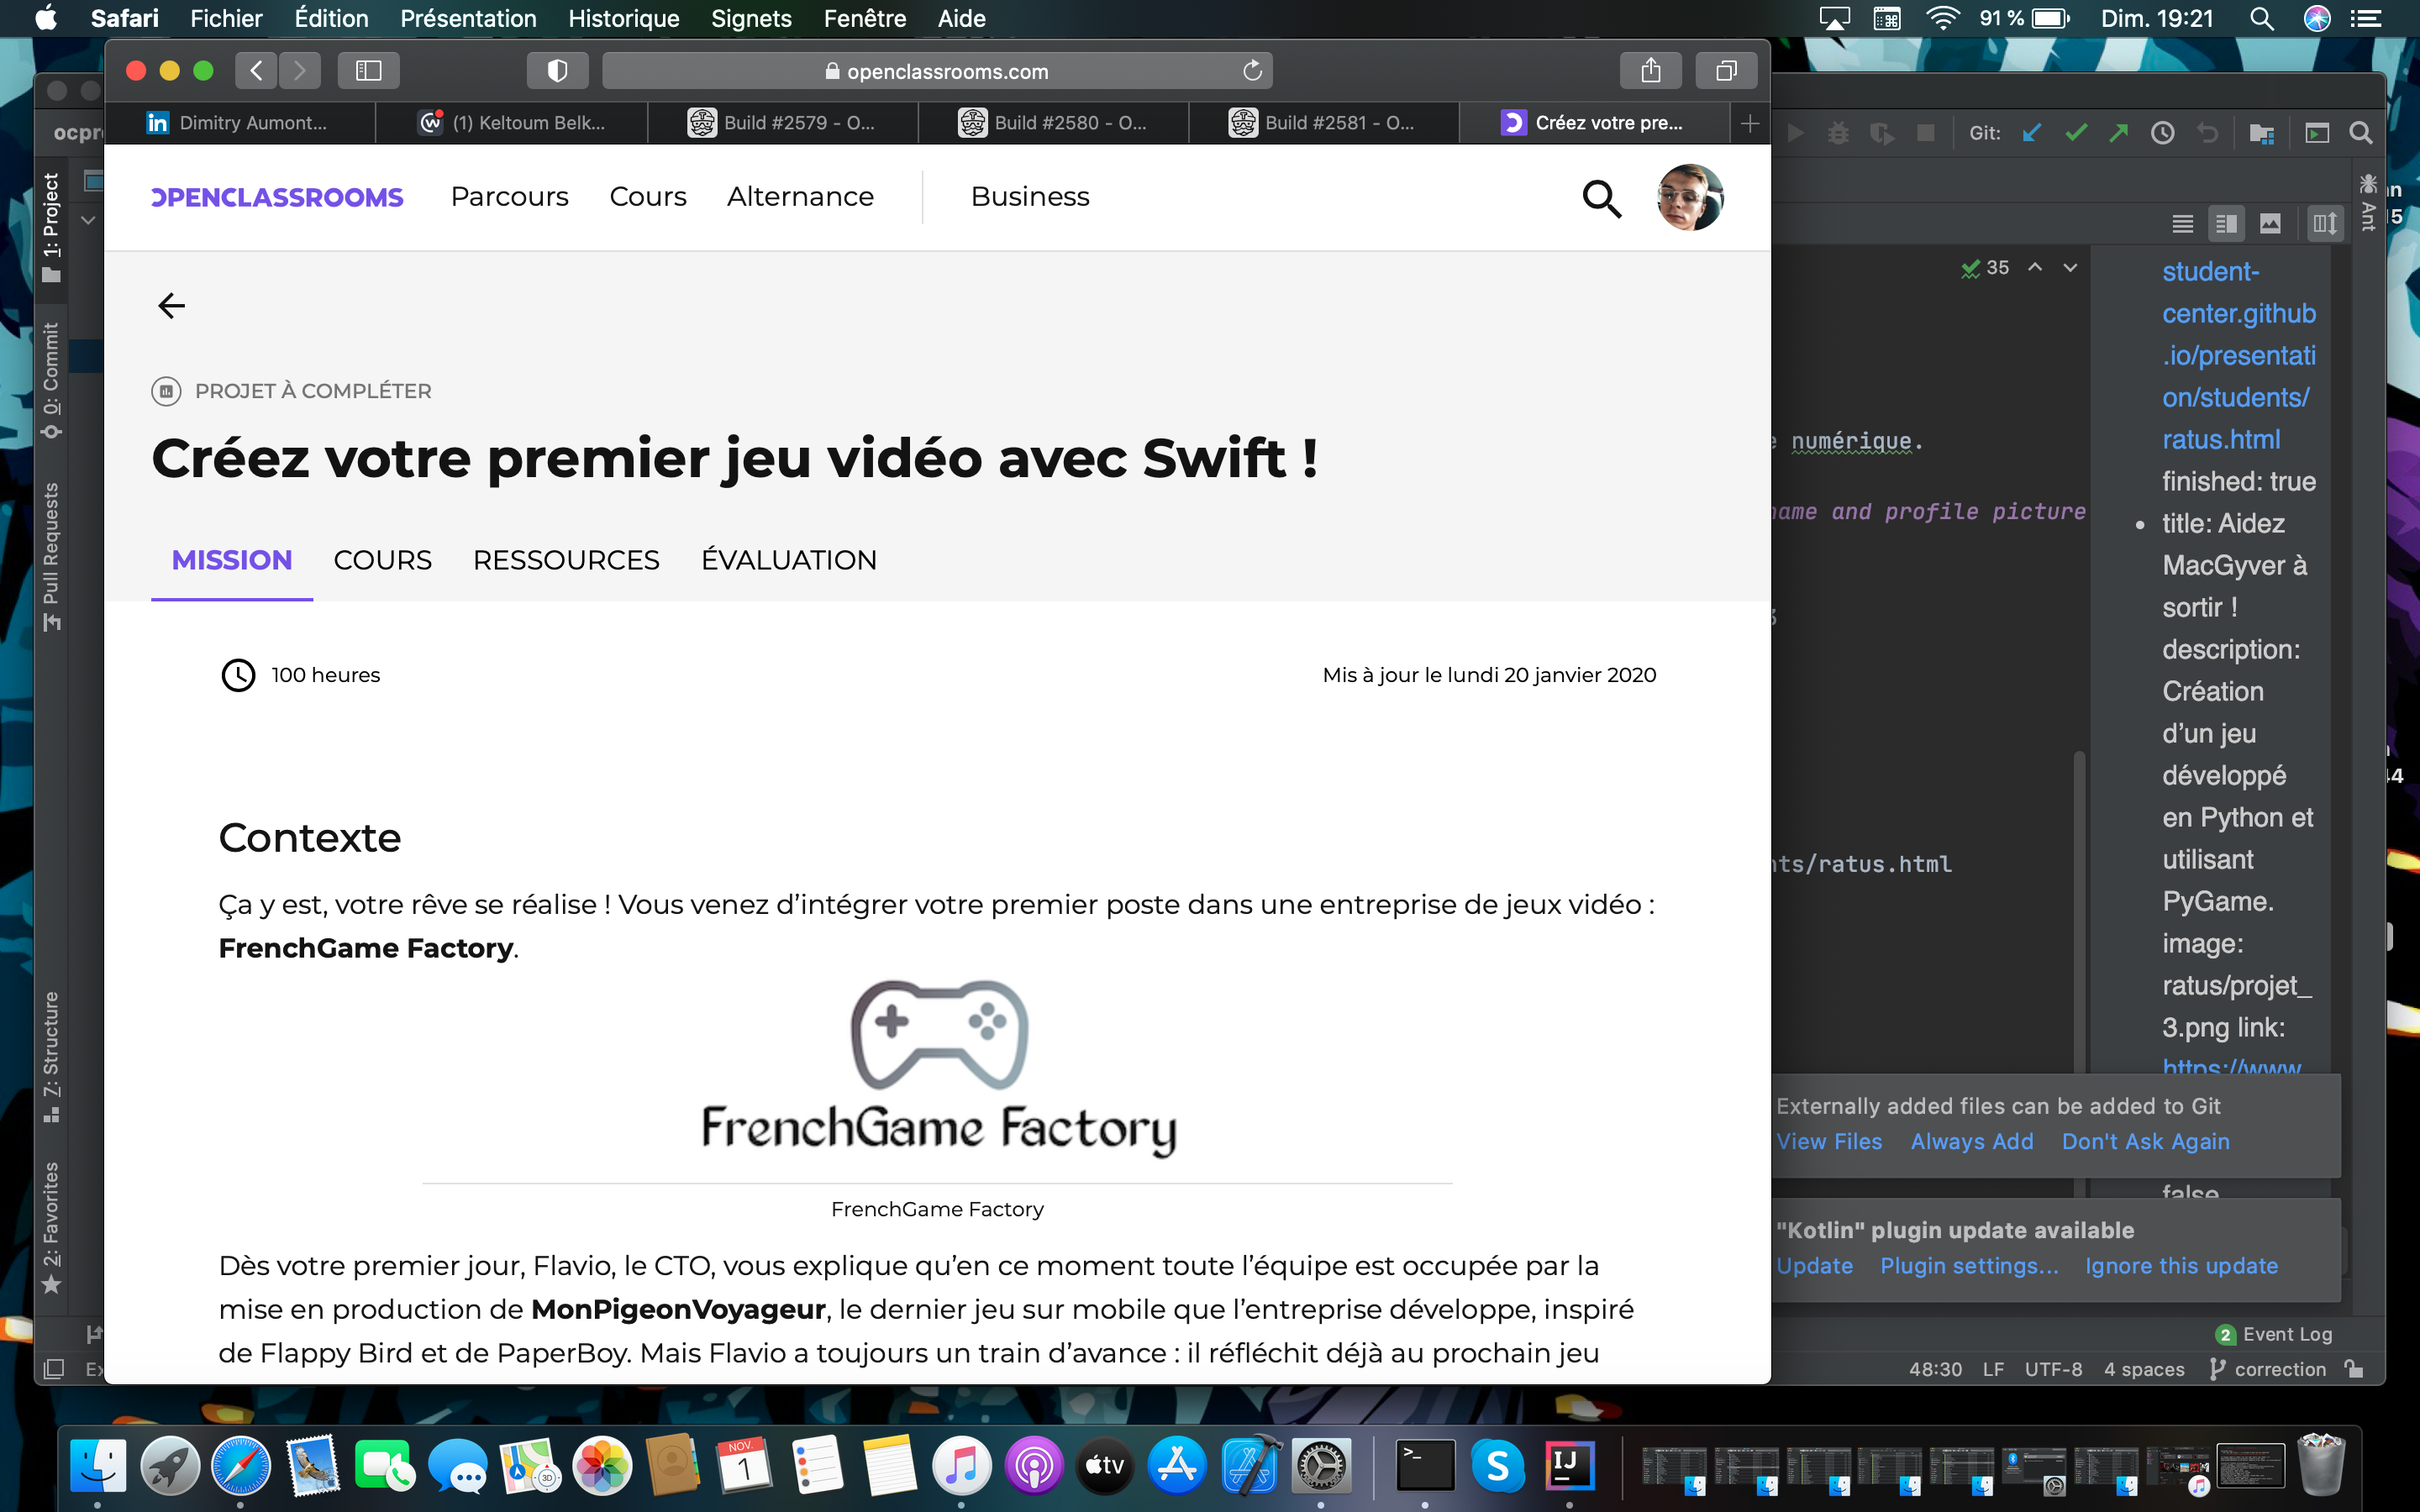 Safari Fichier Édition Présentation Historique Signets Fenêtre Aide
91 % Dim. 19:21
openclassrooms.com
Dimitry Aumont...
(1) Keltoum Belk...
Build #2579 - O...
Build #2580 - O...
Build #2581 - O...
Créez votre pre...
OPENCLASSROOMS Parcours Cours Alternance Business
PROJET À COMPLÉTER
Créez votre premier jeu vidéo avec Swift !
MISSION COURS RESSOURCES ÉVALUATION
100 heures
Mis à jour le lundi 20 janvier 2020
Contexte
Ça y est, votre rêve se réalise ! Vous venez d’intégrer votre premier poste dans une entreprise de jeux vidéo :
FrenchGame Factory.
FrenchGame Factory
FrenchGame Factory
Dès votre premier jour, Flavio, le CTO, vous explique qu’en ce moment toute l’équipe est occupée par la
mise en production de MonPigeonVoyageur, le dernier jeu sur mobile que l’entreprise développe, inspiré
de Flappy Bird et de PaperBoy. Mais Flavio a toujours un train d’avance : il réfléchit déjà au prochain jeu
1: Project
0: Commit
Pull Requests
7: Structure
2: Favorites
Git:
Ant
35
numérique.
name and profile picture
nts/ratus.html
student-
center.github
.io/presentati
on/students/
ratus.html
finished: true
title: Aidez
MacGyver à
sortir !
description:
Création
d’un jeu
développé
en Python et
utilisant
PyGame.
image:
ratus/projet_
3.png link:
https://www
Externally added files can be added to Git
View Files Always Add Don't Ask Again
false
"Kotlin" plugin update available
Update Plugin settings... Ignore this update
2 Event Log
48:30 LF UTF-8 4 spaces correction
NOV.
1
3D
tv
>_
S
IJ